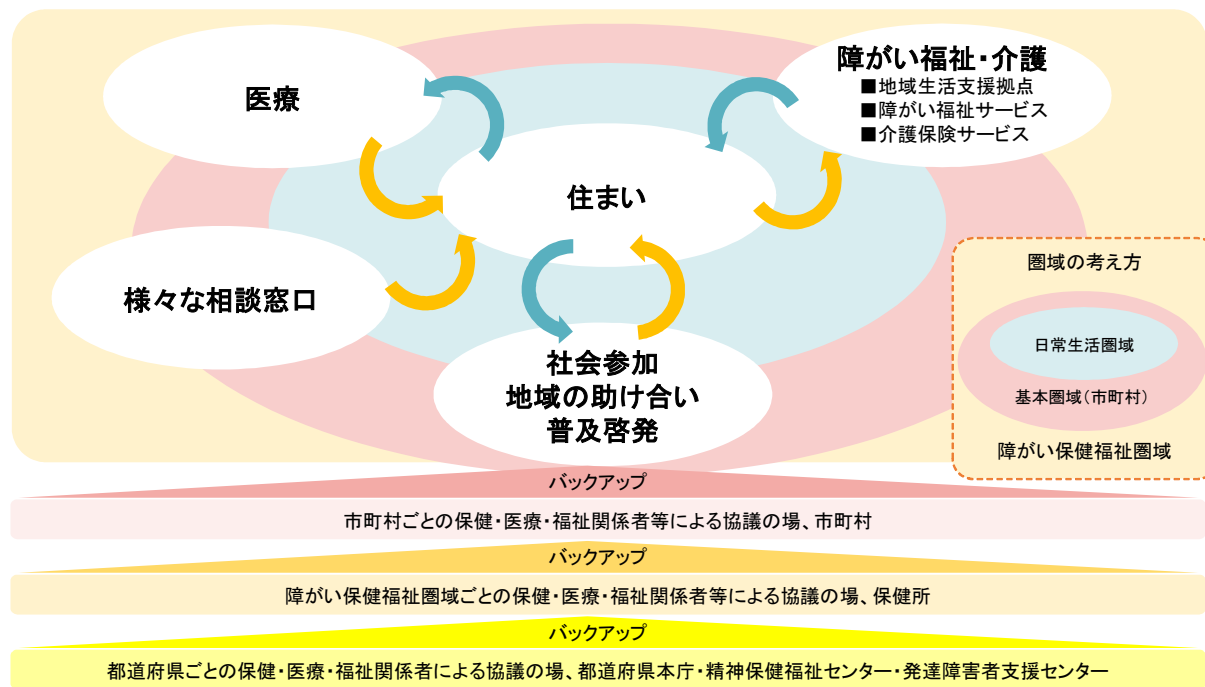 医療
障がい福祉・介護
■地域生活支援拠点
■障がい福祉サービス
■介護保険サービス
住まい
様々な相談窓口
社会参加
地域の助け合い
普及啓発
圏域の考え方
日常生活圏域
基本圏域（市町村）
障がい保健福祉圏域
バックアップ
市町村ごとの保健・医療・福祉関係者等による協議の場、市町村
バックアップ
障がい保健福祉圏域ごとの保健・医療・福祉関係者等による協議の場、保健所
バックアップ
都道府県ごとの保健・医療・福祉関係者による協議の場、都道府県本庁・精神保健福祉センター・発達障害者支援センター